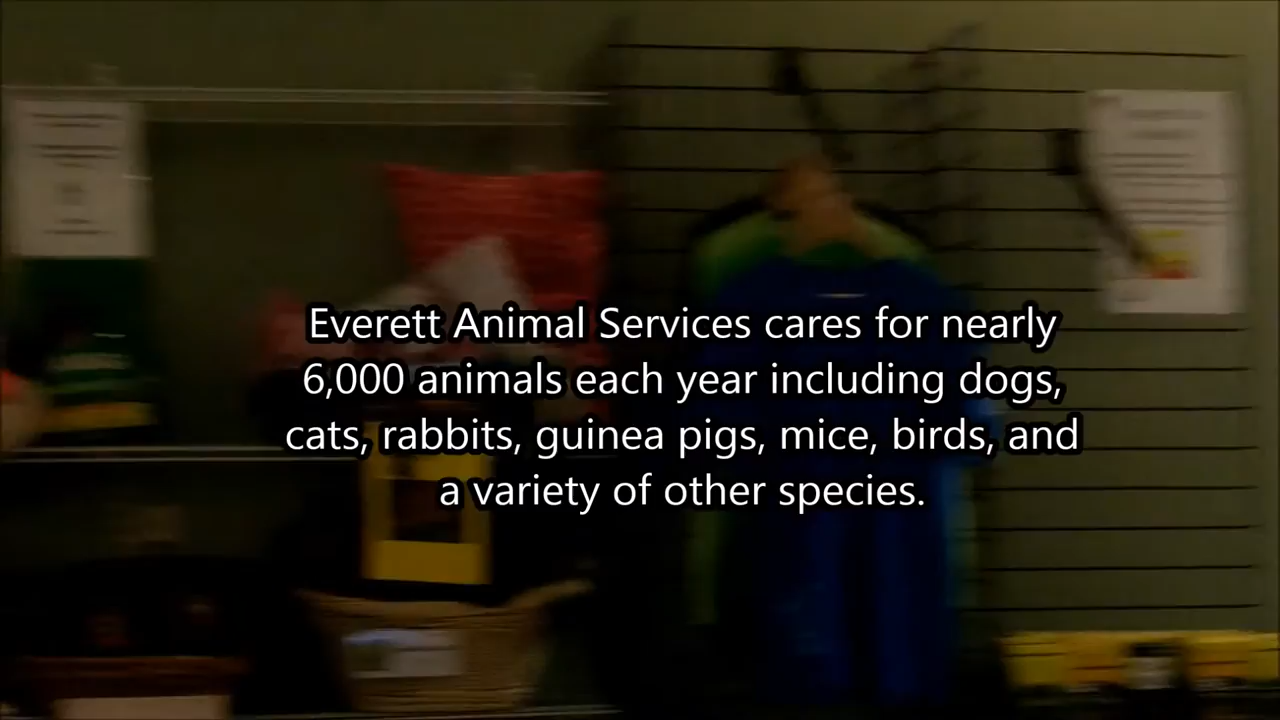 Everett Animal Services cares for nearly
6,000 animals each year including dogs,
cats, rabbits, guinea pigs, mice, birds, and
a variety of other species.